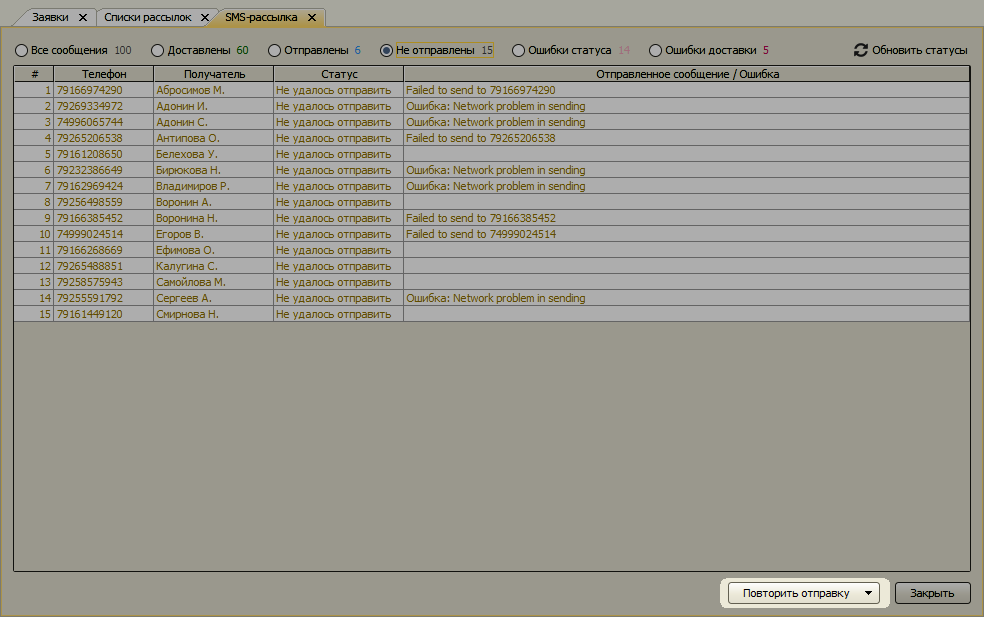 Заявки Списки рассылок SMS-рассылка
Все сообщения 100 Доставлены 60 Отправлены 6 Не отправлены 15 Ошибки статуса 14 Ошибки доставки 5 Обновить статусы
# Телефон Получатель Статус Отправленное сообщение / Ошибка
1 79166974290 Абросимов М. Не удалось отправить Failed to send to 79166974290
2 79269334972 Адонин И. Не удалось отправить Ошибка: Network problem in sending
3 74996065744 Адонин С. Не удалось отправить Ошибка: Network problem in sending
4 79265206538 Антипова О. Не удалось отправить Failed to send to 79265206538
5 79161208650 Белехова У. Не удалось отправить
6 79232386649 Бирюкова Н. Не удалось отправить Ошибка: Network problem in sending
7 79162969424 Владимиров Р. Не удалось отправить Ошибка: Network problem in sending
8 79256498559 Воронин А. Не удалось отправить
9 79166385452 Воронина Н. Не удалось отправить Failed to send to 79166385452
10 74999024514 Егоров В. Не удалось отправить Failed to send to 74999024514
11 79166268669 Ефимова О. Не удалось отправить
12 79265488851 Калугина С. Не удалось отправить
13 79258575943 Самойлова М. Не удалось отправить
14 79255591792 Сергеев А. Не удалось отправить Ошибка: Network problem in sending
15 79161449120 Смирнова Н. Не удалось отправить
Повторить отправку Закрыть